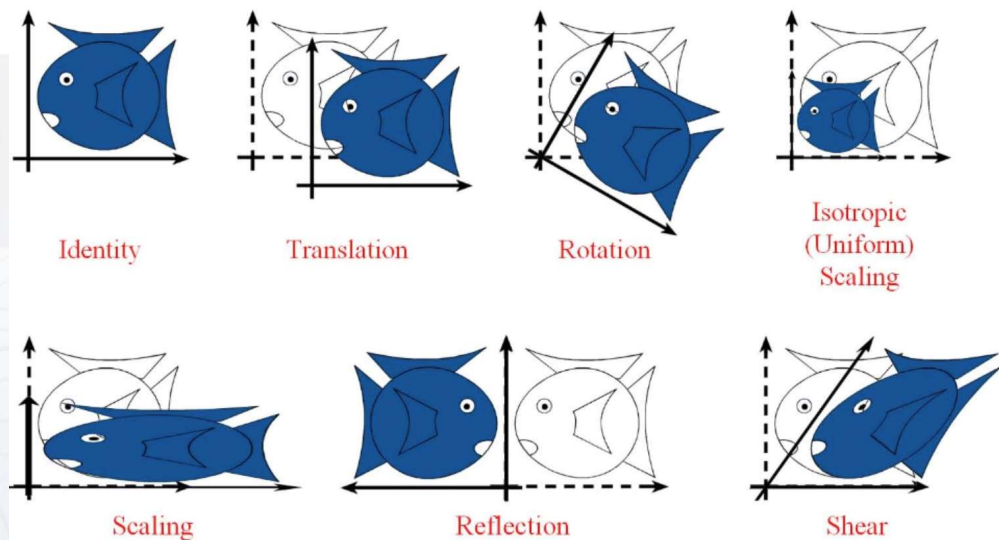 Identity
Translation
Rotation
Isotropic
(Uniform)
Scaling
Scaling
Reflection
Shear